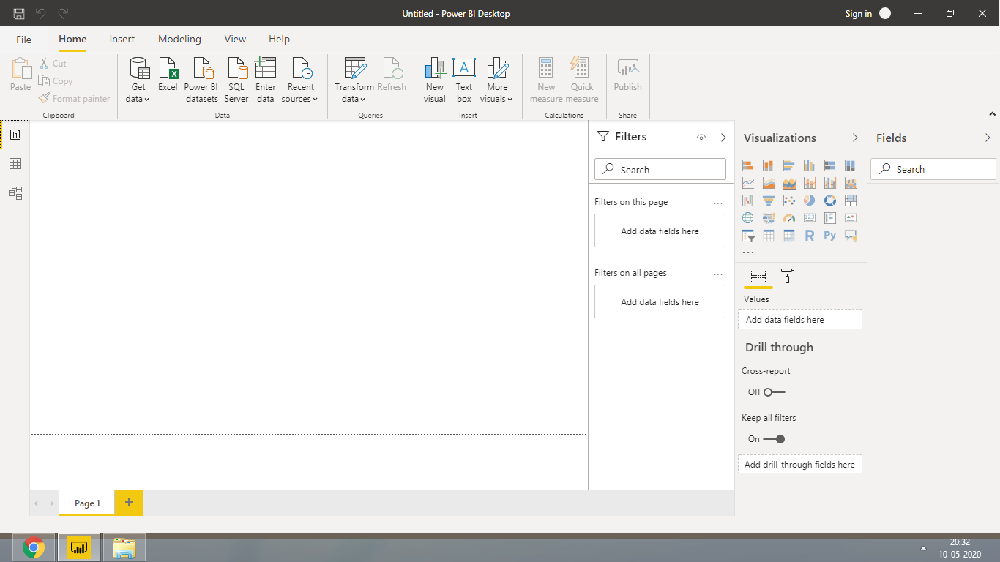 Untitled - Power BI Desktop
Sign in
File
Home
Insert
Modeling
View
Help
Paste
Cut
Copy
Format painter
Clipboard
Get
data
Excel
Power BI
datasets
SQL
Server
Enter
data
Recent
sources
Data
Transform
data
Refresh
Queries
New
visual
Text
box
More
visuals
Insert
New
measure
Quick
measure
Calculations
Publish
Share
Filters
Search
Filters on this page
...
Add data fields here
Filters on all pages
...
Add data fields here
Visualizations
123
R
Py
...
Values
Add data fields here
Drill through
Cross-report
Off
Keep all filters
On
Add drill-through fields here
Fields
Search
Page 1
20:32
10-05-2020